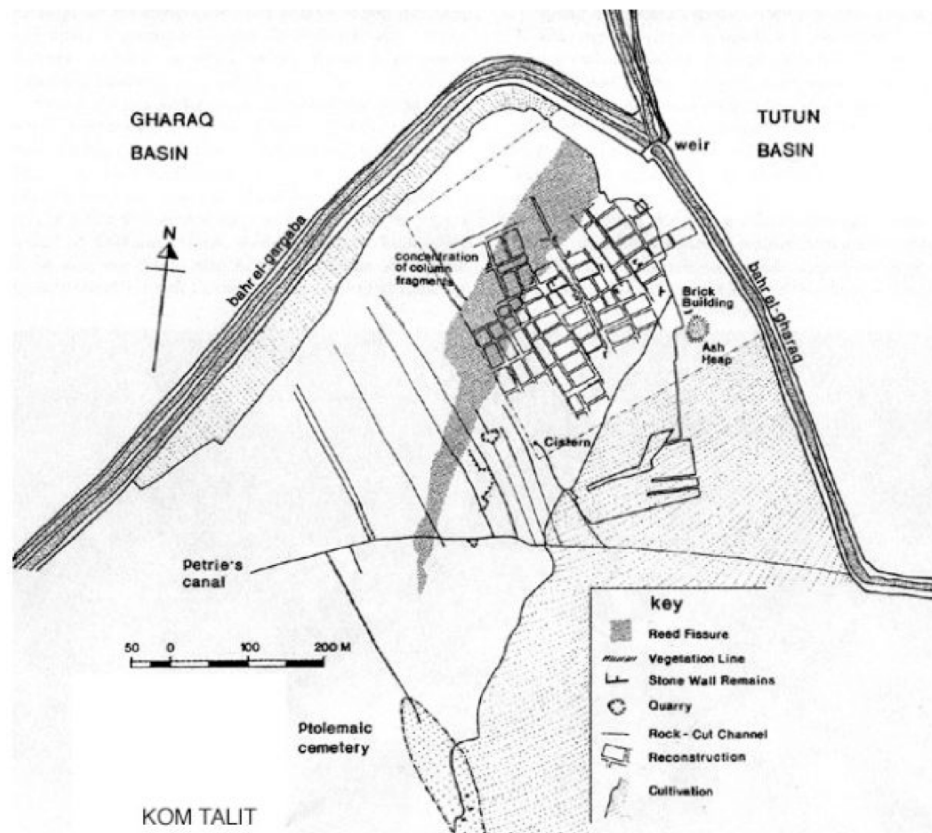 GHARAQ
BASIN
TUTUN
BASIN
weir
N
bahr el-gargaba
concentration
of column
fragments
bahr el-gharaq
Brick
Building
Ash
Heap
Cistern
Petrie's
canal
50 0 100 200 M
Ptolemaic
cemetery
KOM TALIT
key
Reed Fissure
Vegetation Line
Stone Wall Remains
Quarry
Rock-Cut Channel
Reconstruction
Cultivation